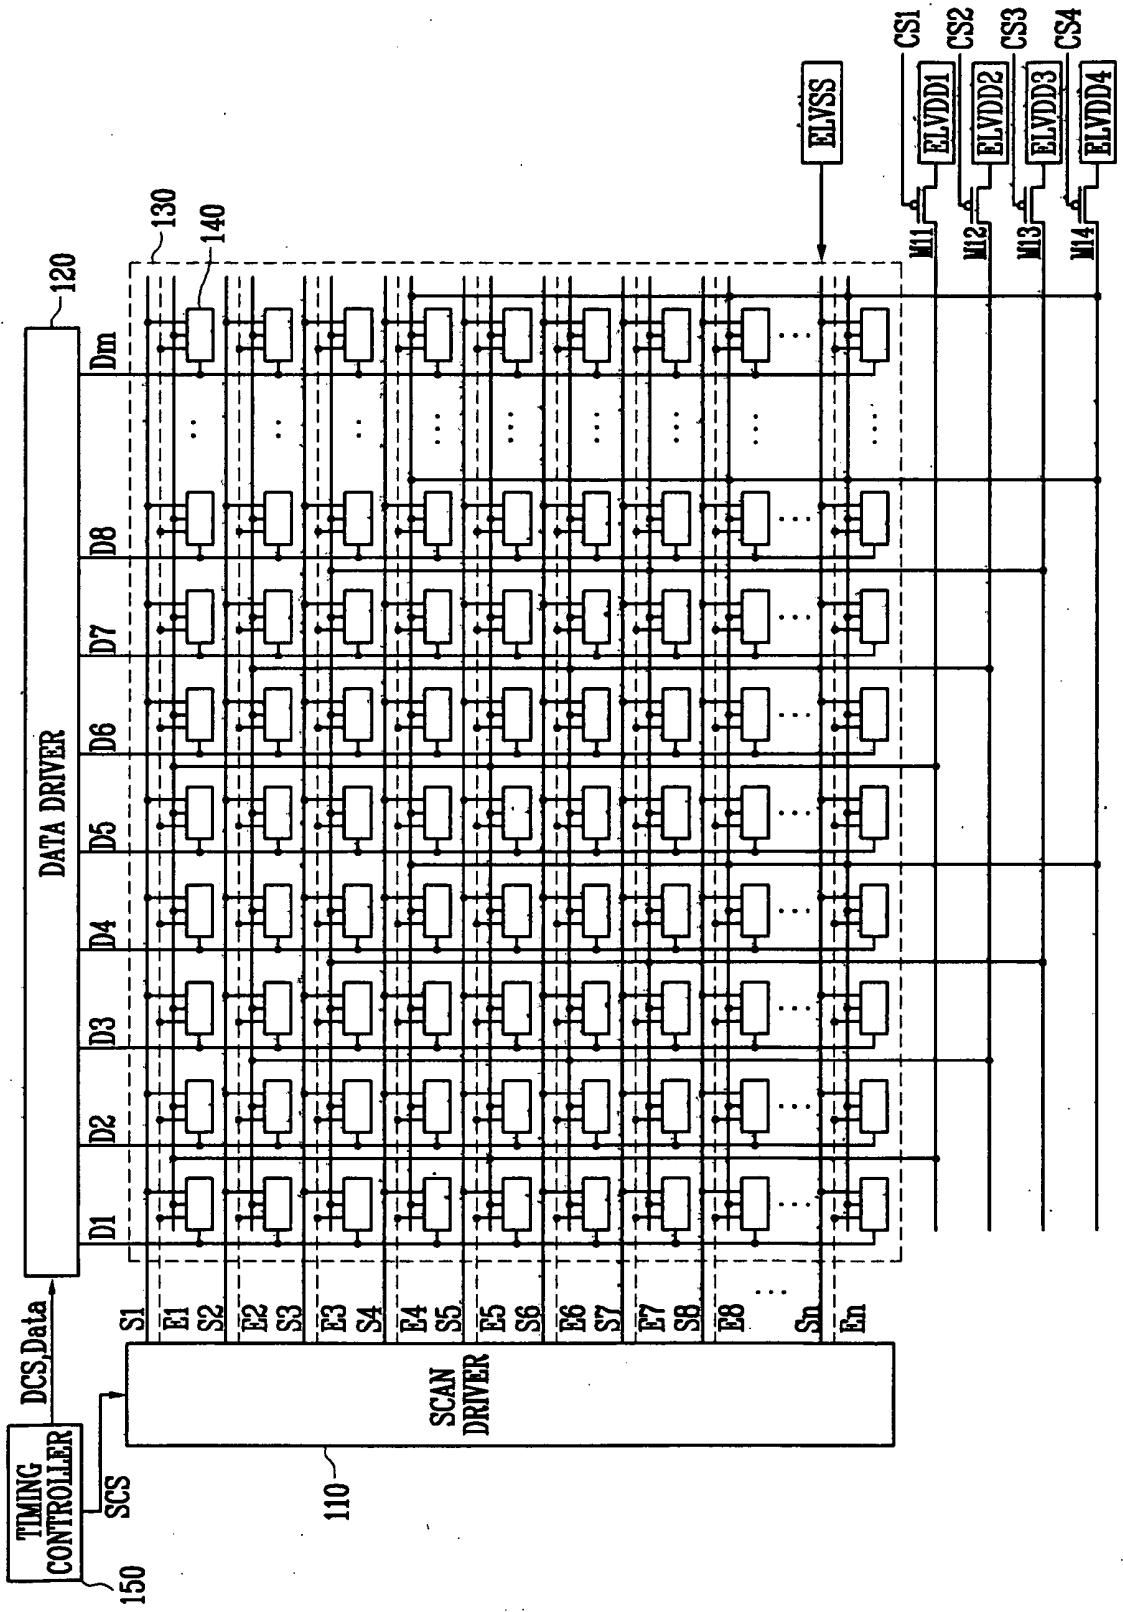 TIMING
CONTROLLER
150
DCS,Data
SCS
DATA DRIVER
120
D1
D2
D3
D4
D5
D6
D7
D8
Dm
130
140
SCAN
DRIVER
110
S1
E1
S2
E2
S3
E3
S4
E4
S5
E5
S6
E6
S7
E7
S8
E8
Sn
En
ELVSS
CS1
ELVDD1
M11
CS2
ELVDD2
M12
CS3
ELVDD3
M13
CS4
ELVDD4
M14